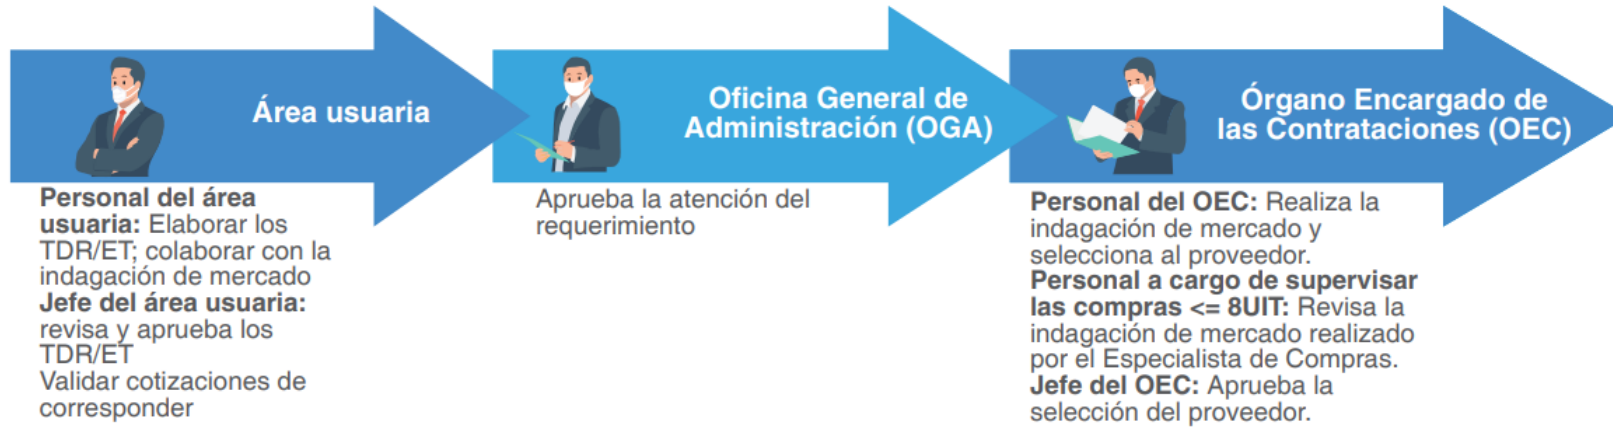 Área usuaria
Personal del área
usuaria: Elaborar los
TDR/ET; colaborar con la
indagación de mercado
Jefe del área usuaria:
revisa y aprueba los
TDR/ET
Validar cotizaciones de
corresponder
Oficina General de
Administración (OGA)
Aprueba la atención del
requerimiento
Órgano Encargado de
las Contrataciones (OEC)
Personal del OEC: Realiza la
indagación de mercado y
selecciona al proveedor.
Personal a cargo de supervisar
las compras <= 8UIT: Revisa la
indagación de mercado realizado
por el Especialista de Compras.
Jefe del OEC: Aprueba la
selección del proveedor.